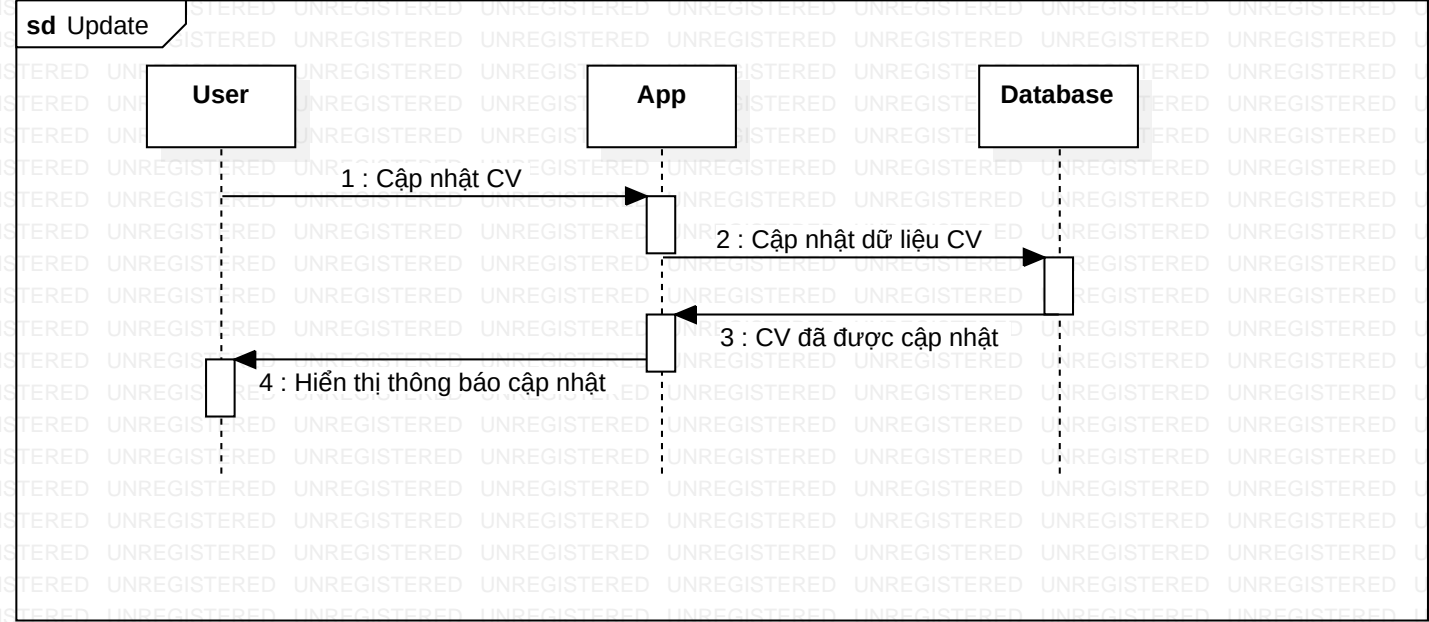 sd Update
User
App
Database
1 : Cập nhật CV
2 : Cập nhật dữ liệu CV
3 : CV đã được cập nhật
4 : Hiển thị thông báo cập nhật
UNREGISTERED